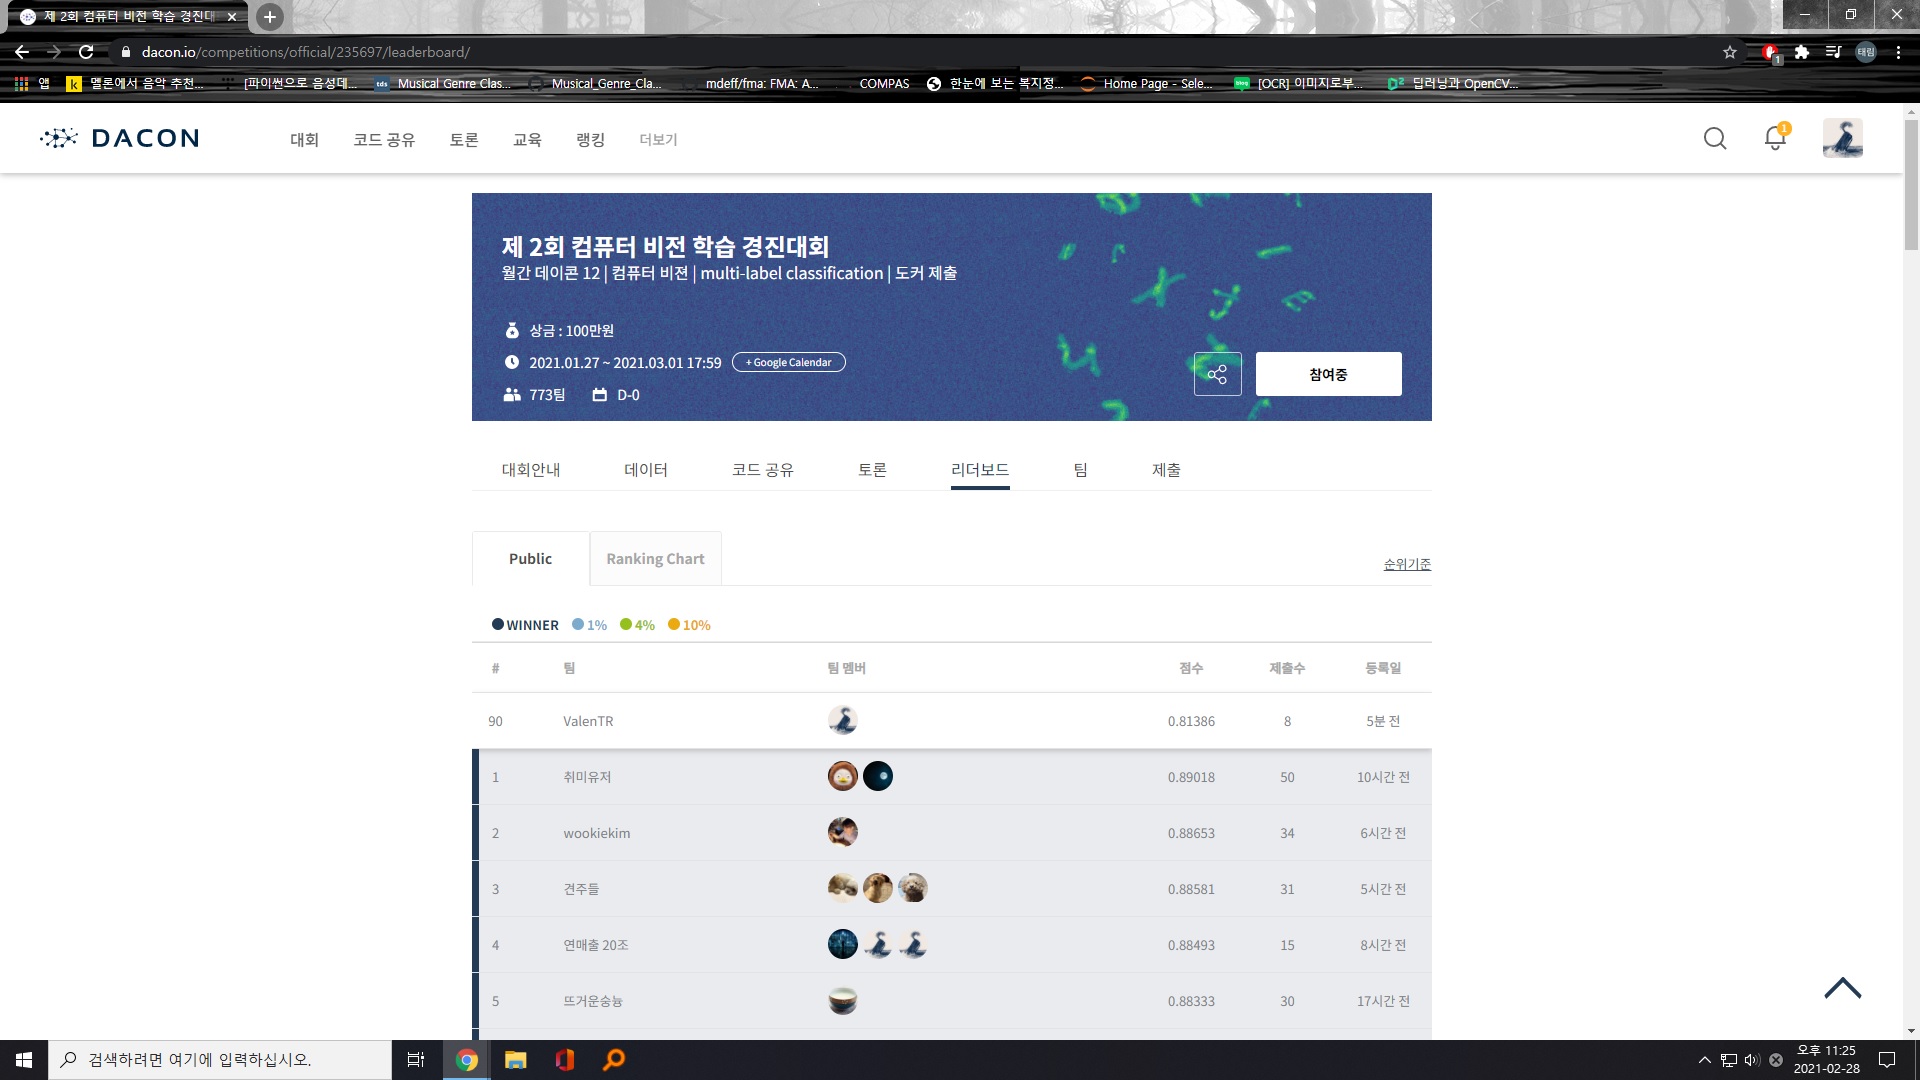 제 2회 컴퓨터 비전 학습 경진대
dacon.io/competitions/official/235697/leaderboard/
1
태림
앱
멜론에서 음악 추천...
[파이썬으로 음성데...
tds
Musical Genre Clas...
Musical_Genre_Cla...
mdeff/fma: FMA: A...
COMPAS
한눈에 보는 복지정...
Home Page - Sele...
blog
[OCR] 이미지로부...
딥러닝과 OpenCV...
DACON
대회
코드 공유
토론
교육
랭킹
더보기
1
제 2회 컴퓨터 비전 학습 경진대회
월간 데이콘 12 | 컴퓨터 비젼 | multi-label classification | 도커 제출
상금 : 100만원
2021.01.27 ~ 2021.03.01 17:59 + Google Calendar
773팀 D-0
참여중
대회안내 데이터 코드 공유 토론 리더보드 팀 제출
Public Ranking Chart
순위기준
WINNER 1% 4% 10%
# 팀 팀 멤버 점수 제출수 등록일
90 ValenTR 0.81386 8 5분 전
1 취미유저 0.89018 50 10시간 전
2 wookiekim 0.88653 34 6시간 전
3 견주들 0.88581 31 5시간 전
4 연매출 20조 0.88493 15 8시간 전
5 뜨거운숭늉 0.88333 30 17시간 전
검색하려면 여기에 입력하십시오.
오후 11:25
2021-02-28